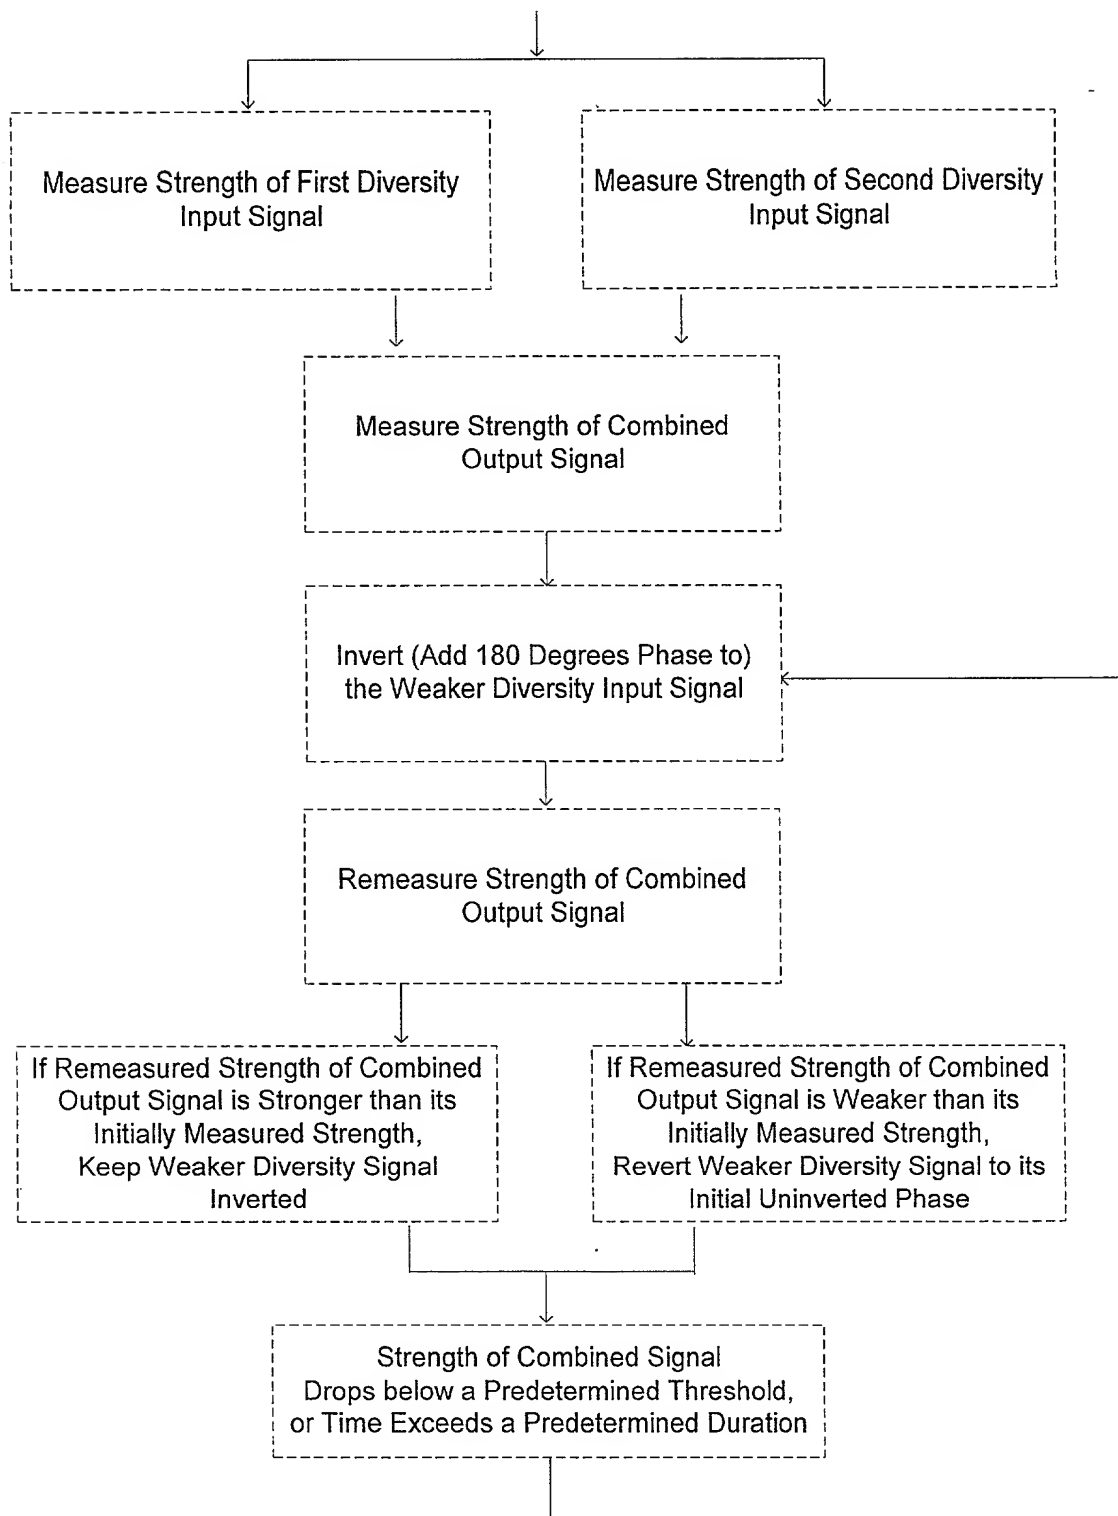 Measure Strength of First Diversity
Input Signal
Measure Strength of Second Diversity
Input Signal
Measure Strength of Combined
Output Signal
Invert (Add 180 Degrees Phase to)
the Weaker Diversity Input Signal
Remeasure Strength of Combined
Output Signal
If Remeasured Strength of Combined
Output Signal is Stronger than its
Initially Measured Strength,
Keep Weaker Diversity Signal
Inverted
If Remeasured Strength of Combined
Output Signal is Weaker than its
Initially Measured Strength,
Revert Weaker Diversity Signal to its
Initial Uninverted Phase
Strength of Combined Signal
Drops below a Predetermined Threshold,
or Time Exceeds a Predetermined Duration